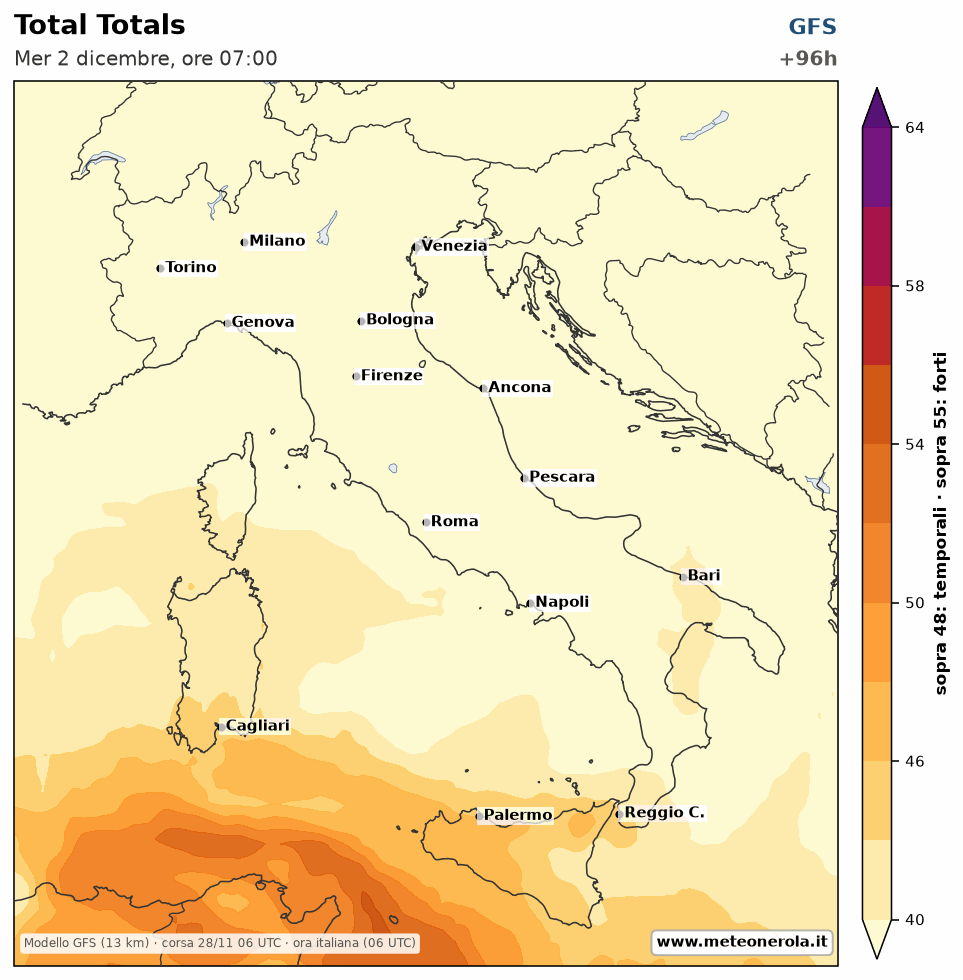 Total Totals
GFS
Mer 2 dicembre, ore 07:00
+96h
Milano
Venezia
Torino
Genova
Bologna
Firenze
Ancona
Pescara
Roma
Bari
Napoli
Cagliari
Palermo
Reggio C.
64
58
54
50
46
40
sopra 48: temporali · sopra 55: forti
Modello GFS (13 km) · corsa 28/11 06 UTC · ora italiana (06 UTC)
www.meteonerola.it